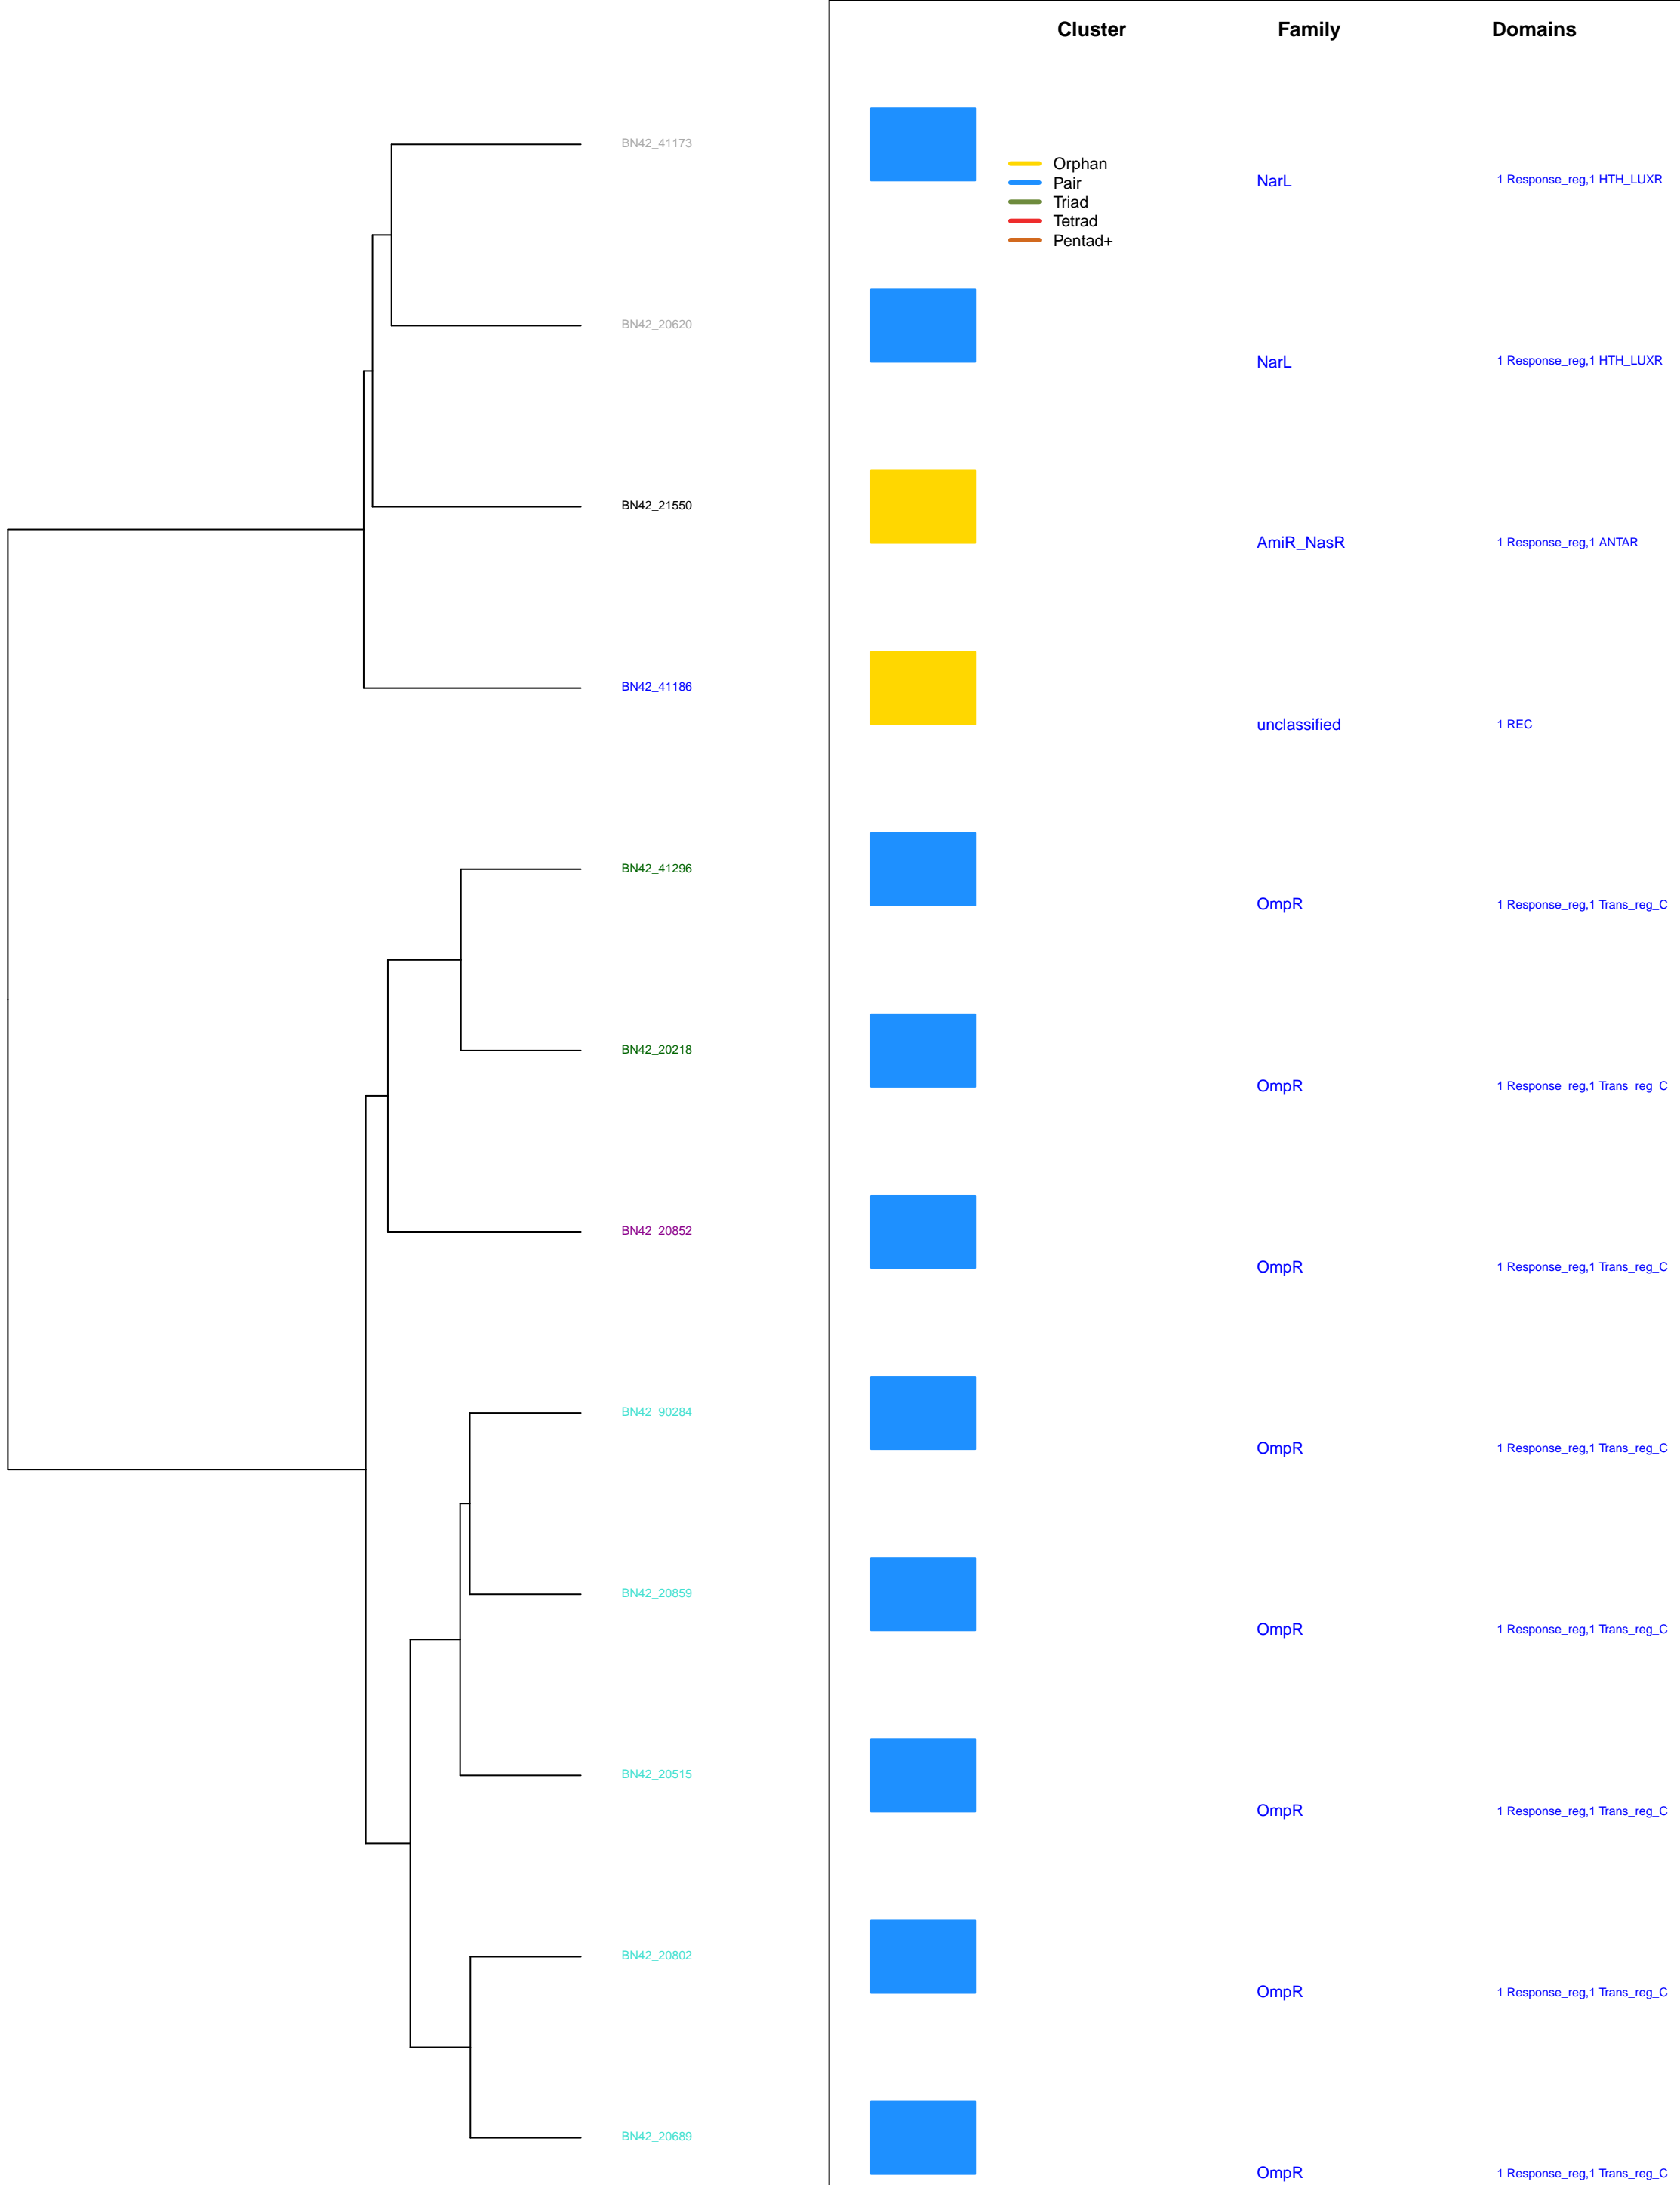 Cluster Family Domains
BN42_41173
Orphan
Pair
Triad
Tetrad
Pentad+
NarL 1 Response_reg,1 HTH_LUXR
BN42_20620
NarL 1 Response_reg,1 HTH_LUXR
BN42_21550
AmiR_NasR 1 Response_reg,1 ANTAR
BN42_41186
unclassified 1 REC
BN42_41296
OmpR 1 Response_reg,1 Trans_reg_C
BN42_20218
OmpR 1 Response_reg,1 Trans_reg_C
BN42_20852
OmpR 1 Response_reg,1 Trans_reg_C
BN42_90284
OmpR 1 Response_reg,1 Trans_reg_C
BN42_20859
OmpR 1 Response_reg,1 Trans_reg_C
BN42_20515
OmpR 1 Response_reg,1 Trans_reg_C
BN42_20802
OmpR 1 Response_reg,1 Trans_reg_C
BN42_20689
OmpR 1 Response_reg,1 Trans_reg_C